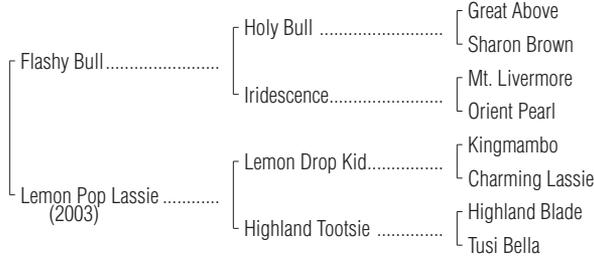 Great Above
Holy Bull ......................
Sharon Brown
Flashy Bull.......................
Mt. Livermore
Iridescence.......................
Orient Pearl
Kingmambo
Lemon Drop Kid...............
Charming Lassie
Lemon Pop Lassie ...........
(2003)
Highland Blade
Highland Tootsie .............
Tusi Bella